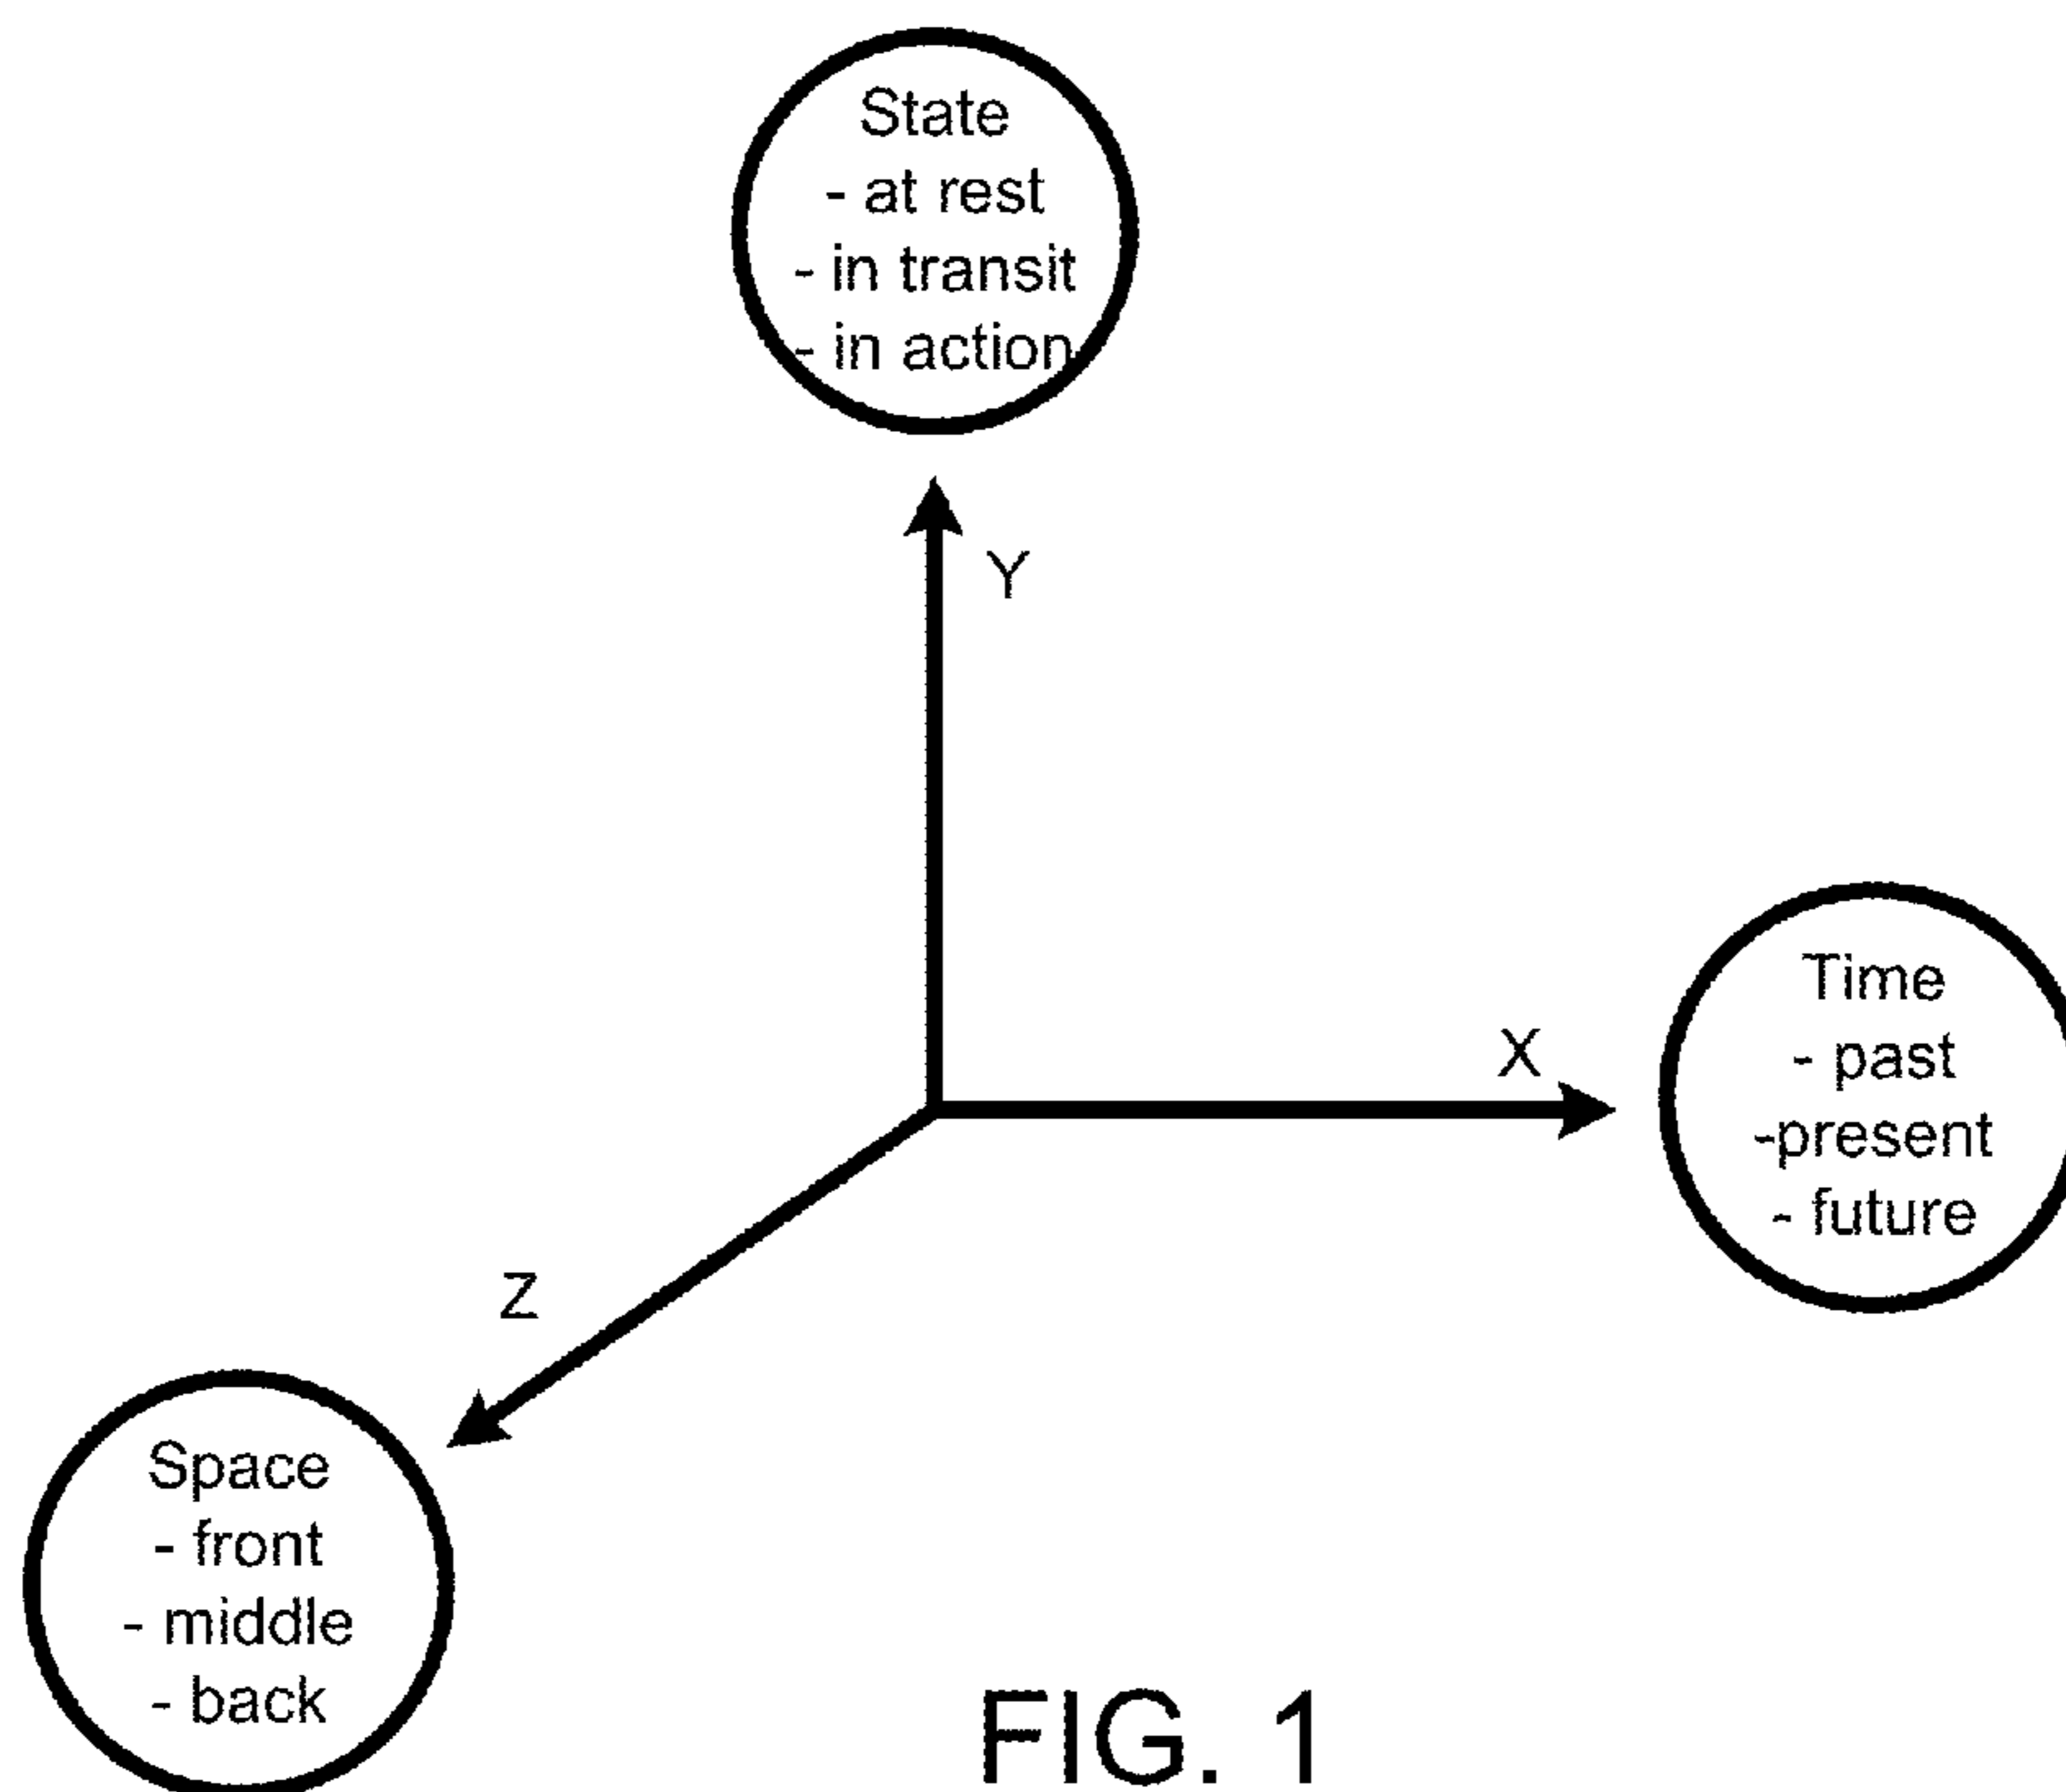 State
- at rest
- in transit
- in action
Y
X
Time
- past
-present
- future
Z
Space
- front
- middle
- back
FIG. 1